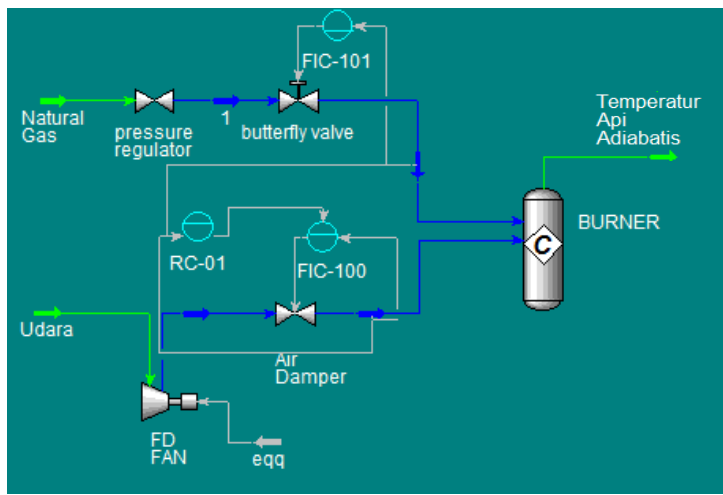 FIC-101
Natural
Gas
pressure
regulator
1
butterfly valve
Temperatur
Api
Adiabatis
C
BURNER
RC-01
FIC-100
Udara
Air
Damper
FD
FAN
eqq